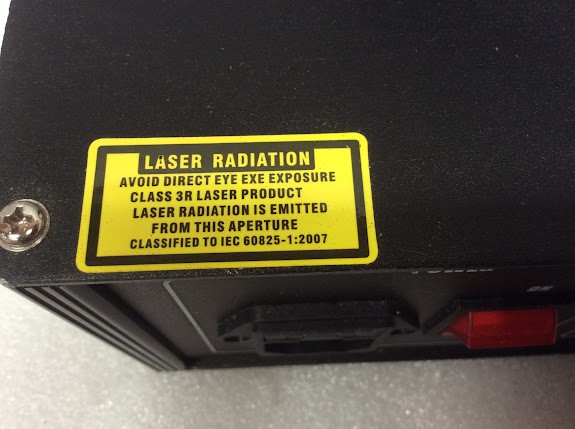 LASER RADIATION
AVOID DIRECT EYE EXE EXPOSURE
CLASS 3R LASER PRODUCT
LASER RADIATION IS EMITTED
FROM THIS APERTURE
CLASSIFIED TO IEC 60825-1:2007
ON